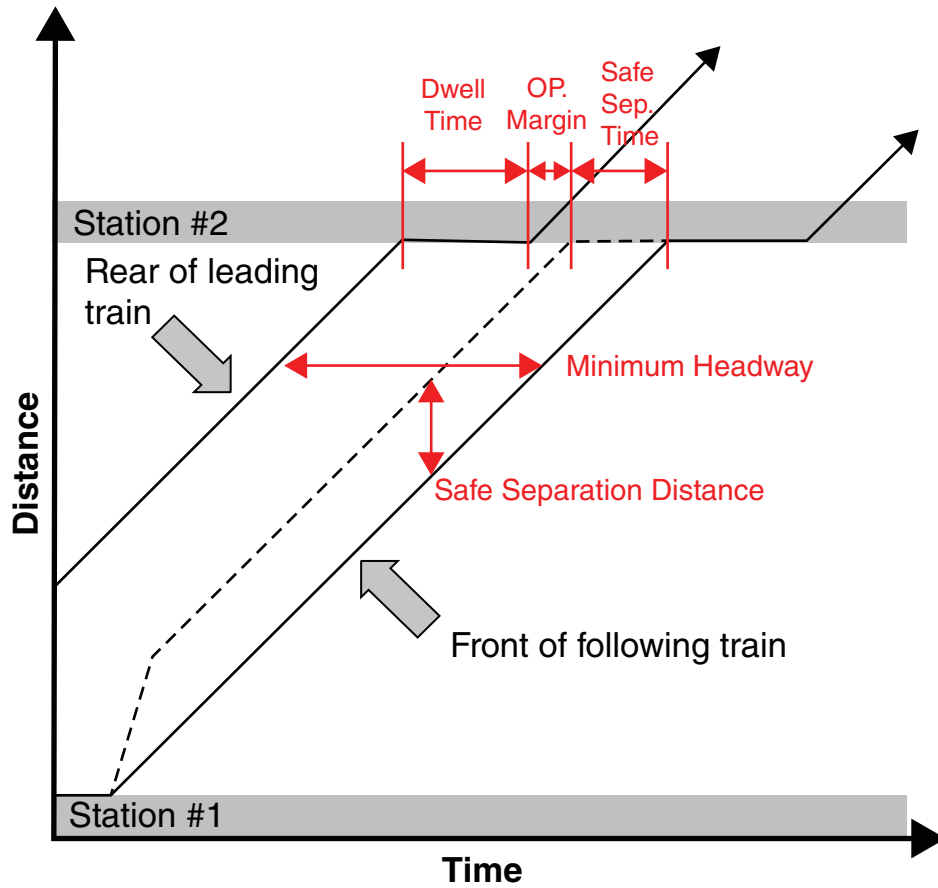 Dwell
Time
OP.
Margin
Safe
Sep.
Time
Station #2
Rear of leading
train
Minimum Headway
Safe Separation Distance
Front of following train
Station #1
Distance
Time